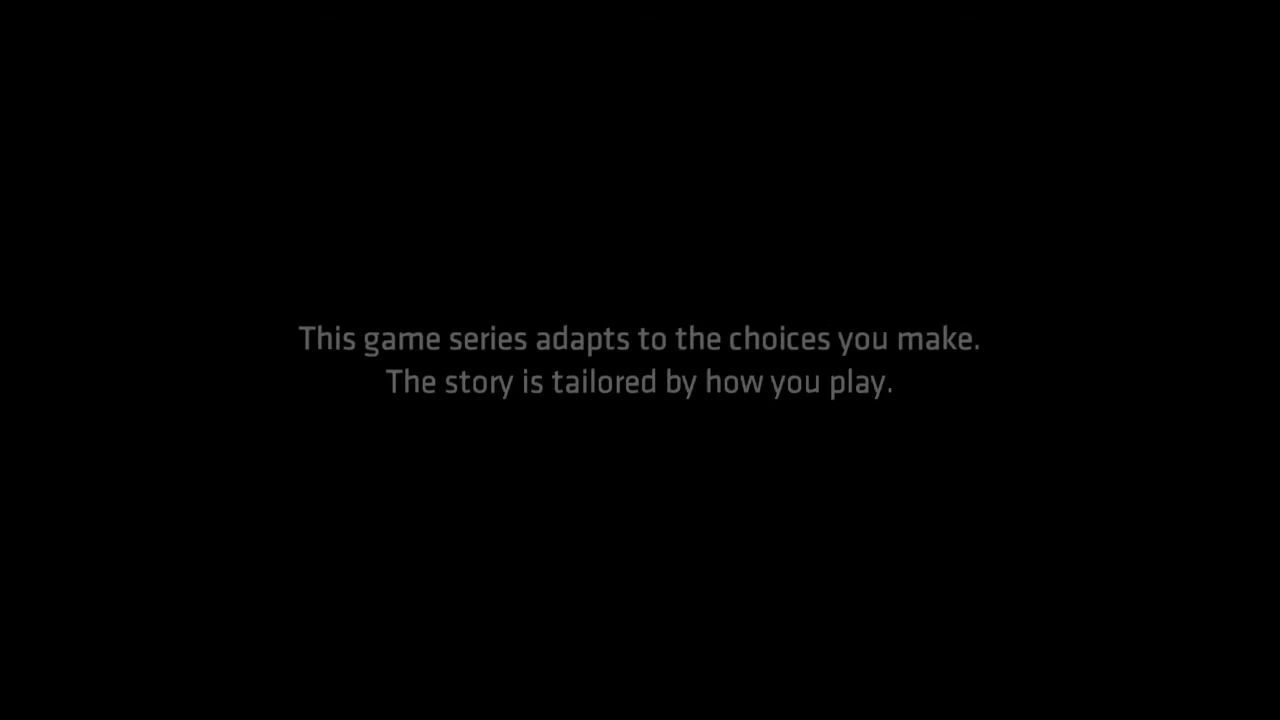 This game series adapts to the choices you make.
The story is tailored by how you play.